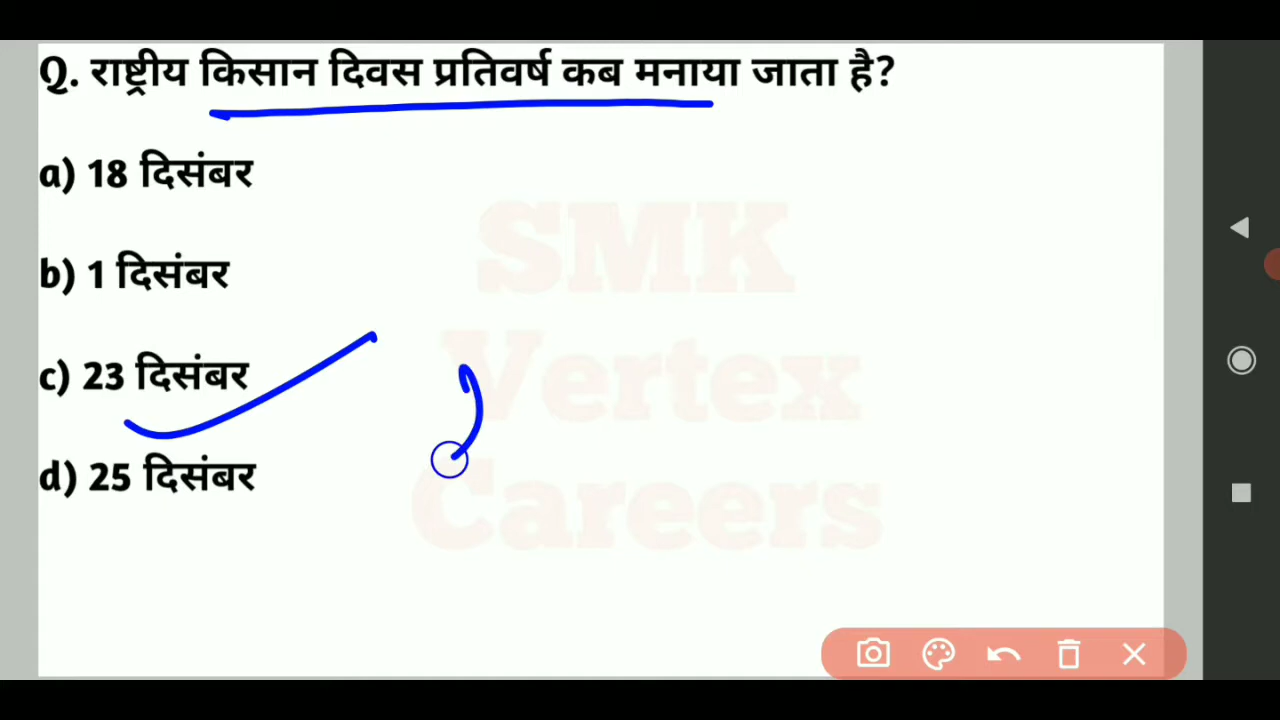 Q. राष्ट्रीय किसान दिवस प्रतिवर्ष कब मनाया जाता है?
a) 18 दिसंबर
b) 1 दिसंबर
c) 23 दिसंबर
d) 25 दिसंबर
SMK
Vertex
Careers